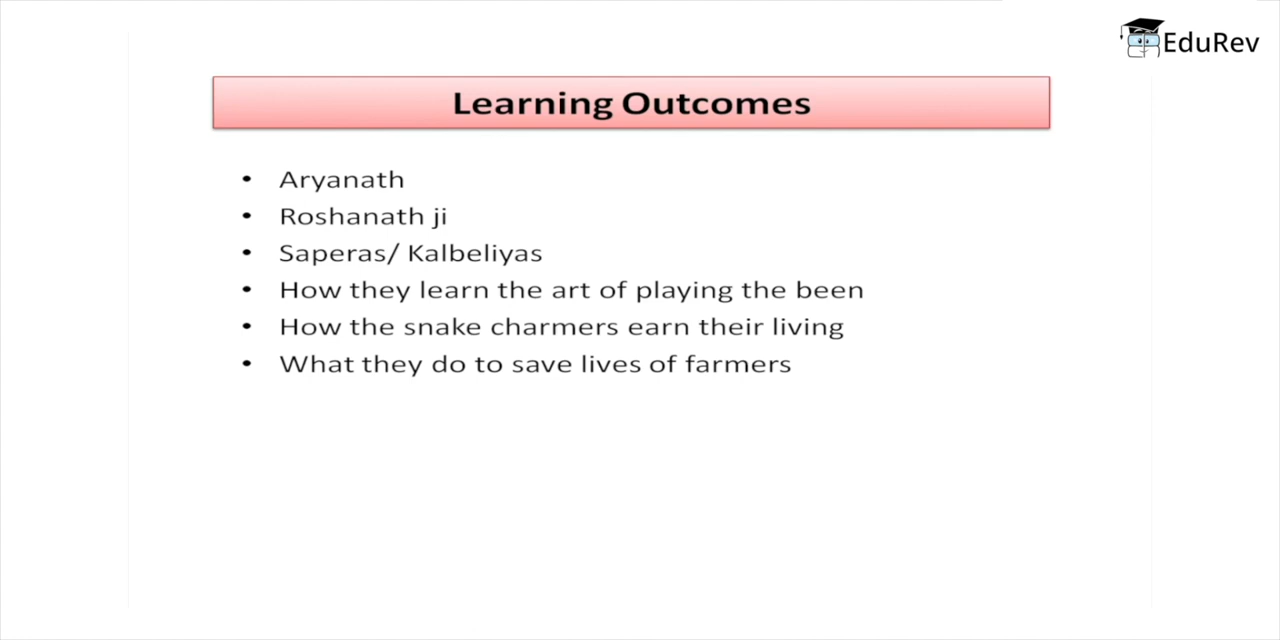 EduRev
Learning Outcomes
• Aryanath
• Roshanath ji
• Saperas/ Kalbeliyas
• How they learn the art of playing the been
• How the snake charmers earn their living
• What they do to save lives of farmers